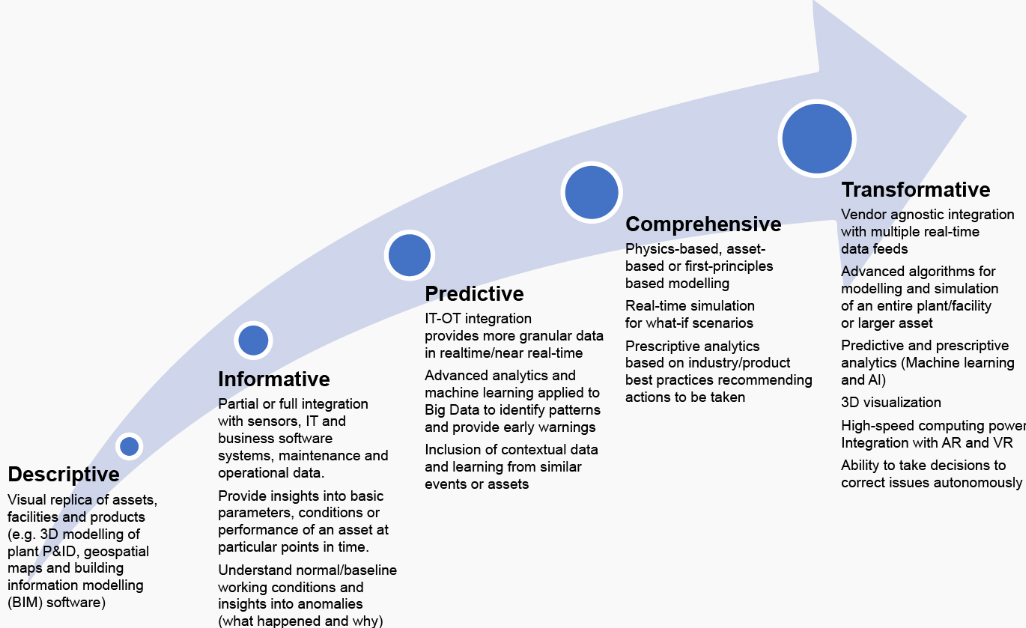 Descriptive
Visual replica of assets,
facilities and products
(e.g. 3D modelling of
plant P&ID, geospatial
maps and building
information modelling
(BIM) software)
Informative
Partial or full integration
with sensors, IT and
business software
systems, maintenance and
operational data.
Provide insights into basic
parameters, conditions or
performance of an asset at
particular points in time.
Understand normal/baseline
working conditions and
insights into anomalies
(what happened and why)
Predictive
IT-OT integration
provides more granular data
in realtime/near real-time
Advanced analytics and
machine learning applied to
Big Data to identify patterns
and provide early warnings
Inclusion of contextual data
and learning from similar
events or assets
Comprehensive
Physics-based, asset-
based or first-principles
based modelling
Real-time simulation
for what-if scenarios
Prescriptive analytics
based on industry/product
best practices recommending
actions to be taken
Transformative
Vendor agnostic integration
with multiple real-time
data feeds
Advanced algorithms for
modelling and simulation
of an entire plant/facility
or larger asset
Predictive and prescriptive
analytics (Machine learning
and AI)
3D visualization
High-speed computing power
Integration with AR and VR
Ability to take decisions to
correct issues autonomously